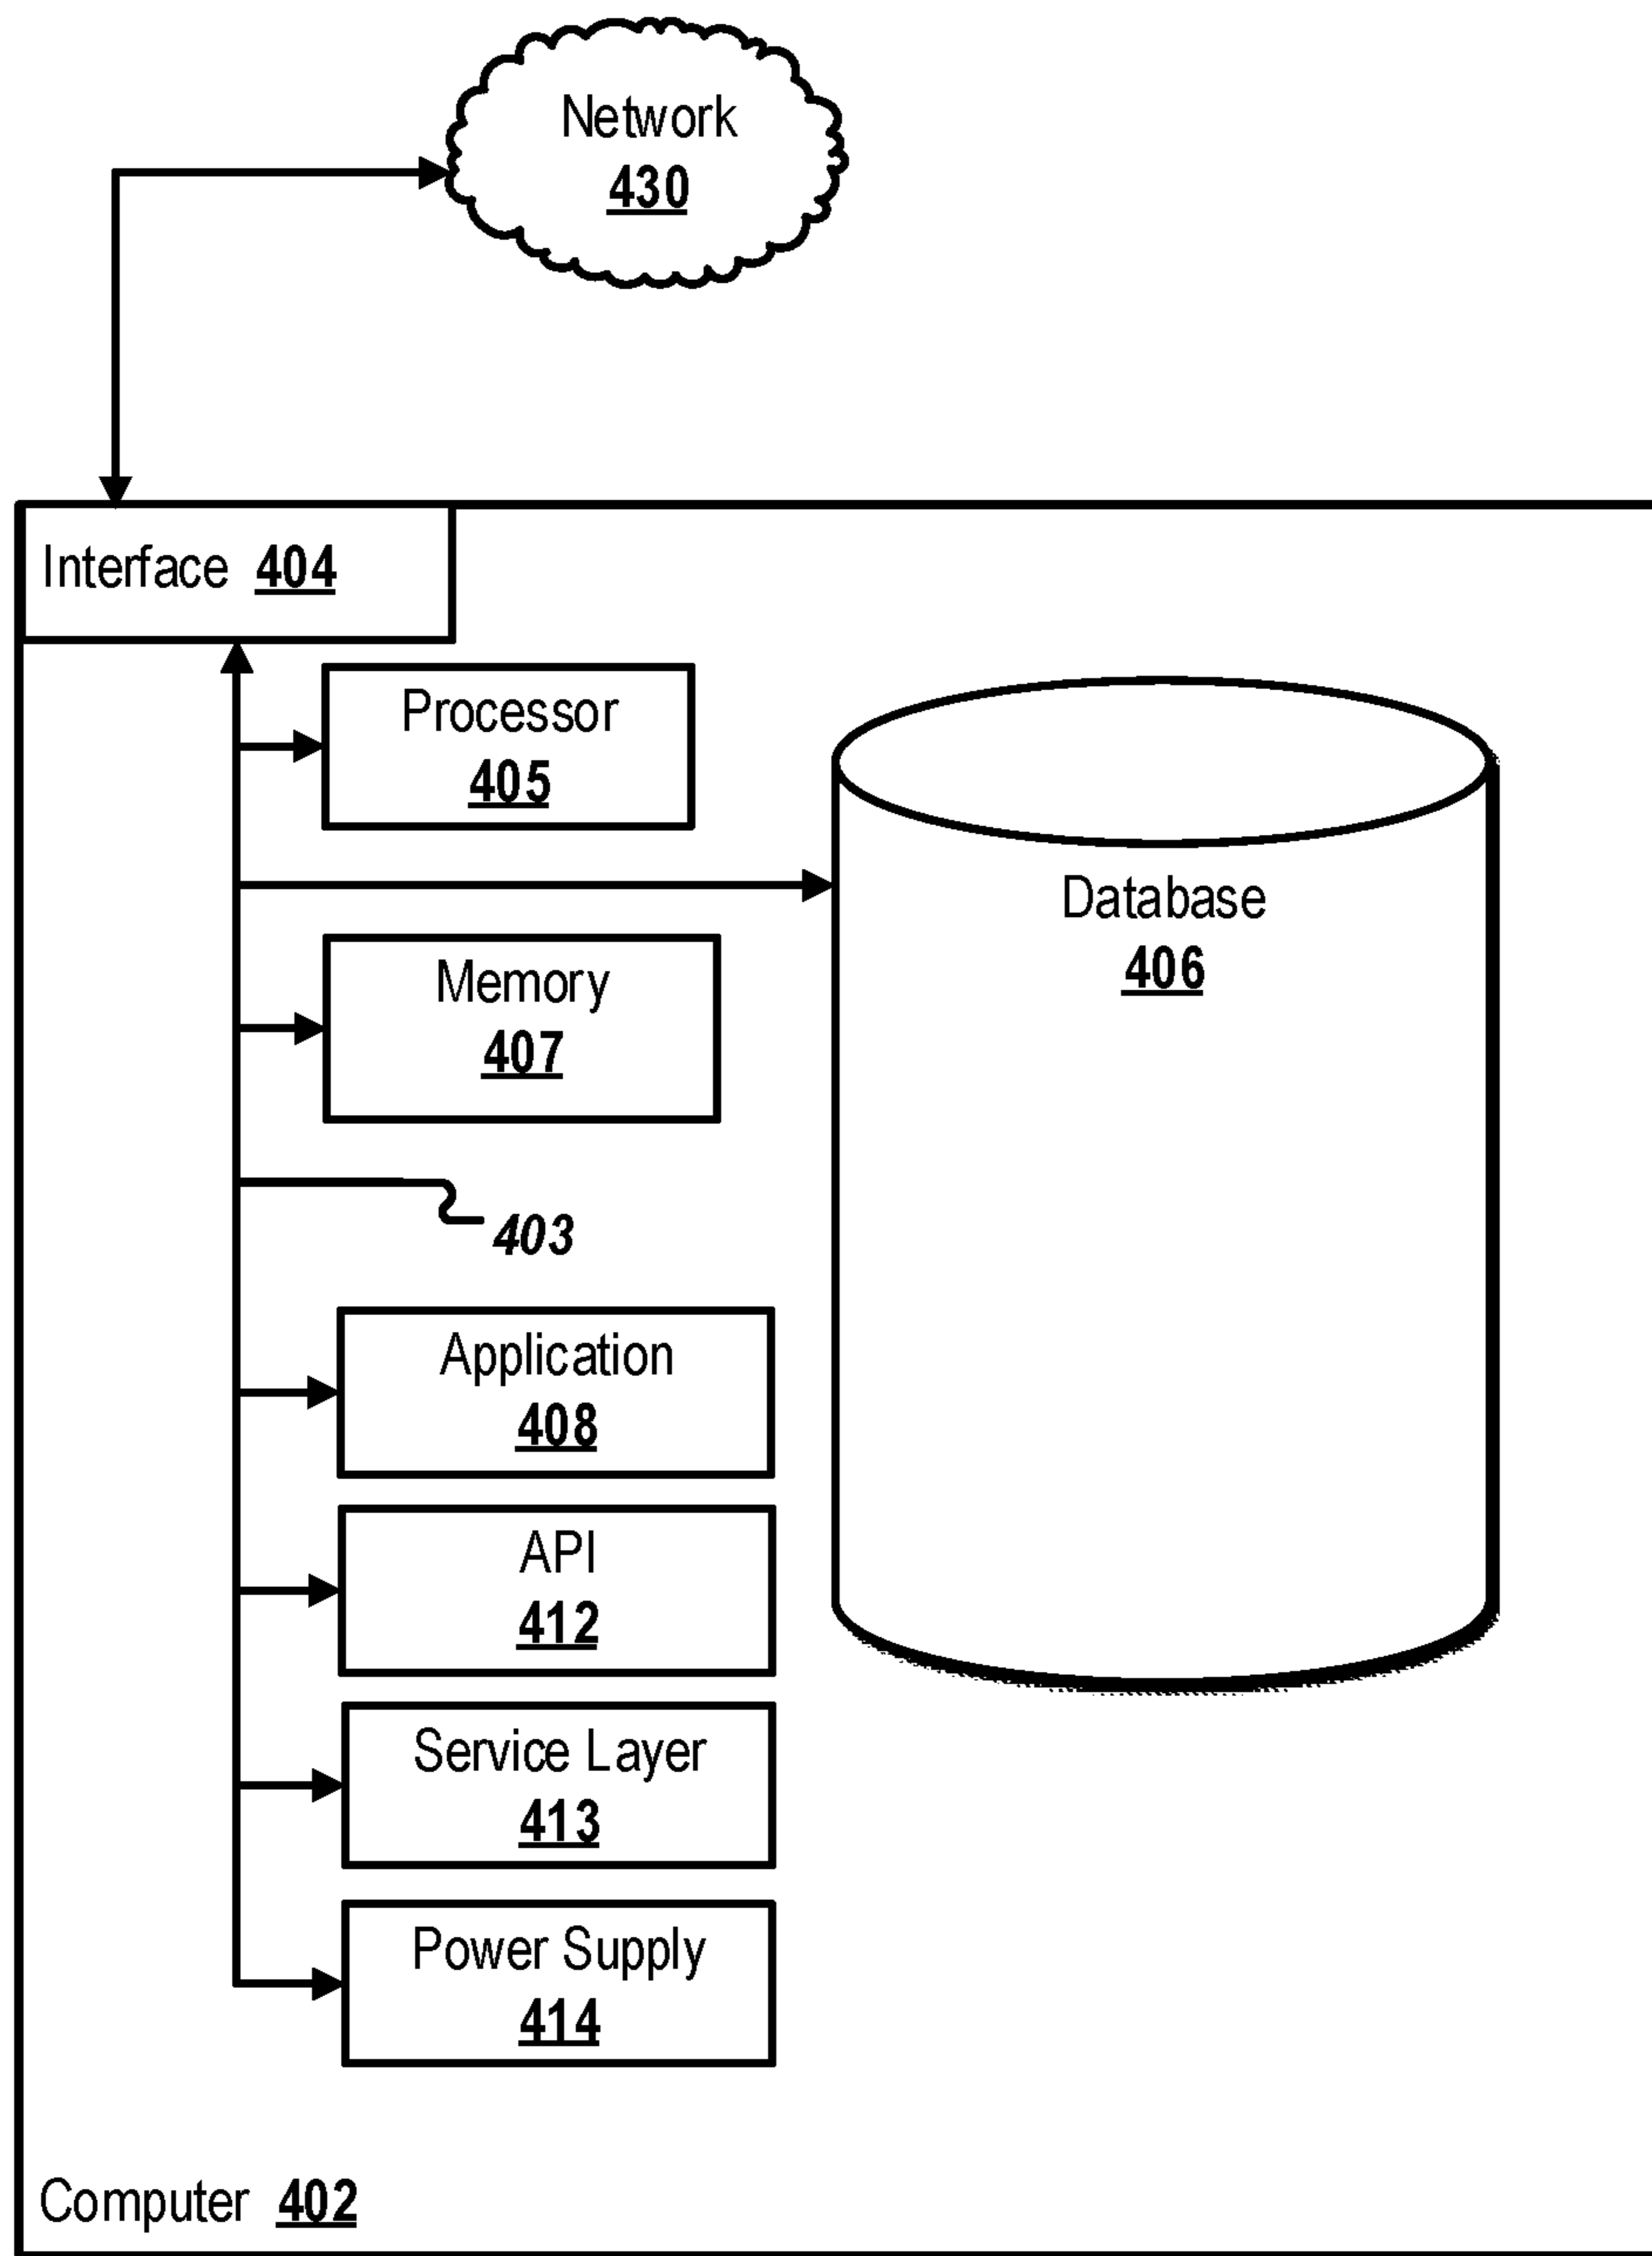 Network
430
Interface 404
Processor
405
Database
406
Memory
407
403
Application
408
API
412
Service Layer
413
Power Supply
414
Computer 402